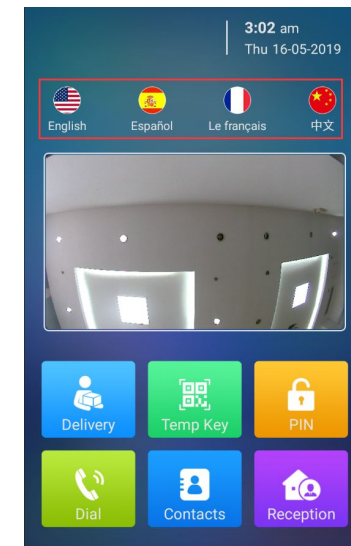 3:02 am
Thu 16-05-2019
English Español Le français 中文
Delivery Temp Key PIN
Dial Contacts Reception